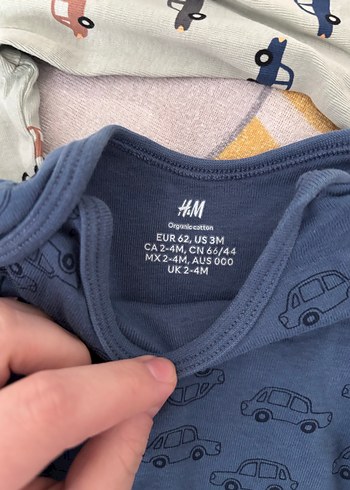 H&M
Organic cotton
EUR 62, US 3M
CA 2-4M, CN 66/44
MX 2-4M, AUS 000
UK 2-4M